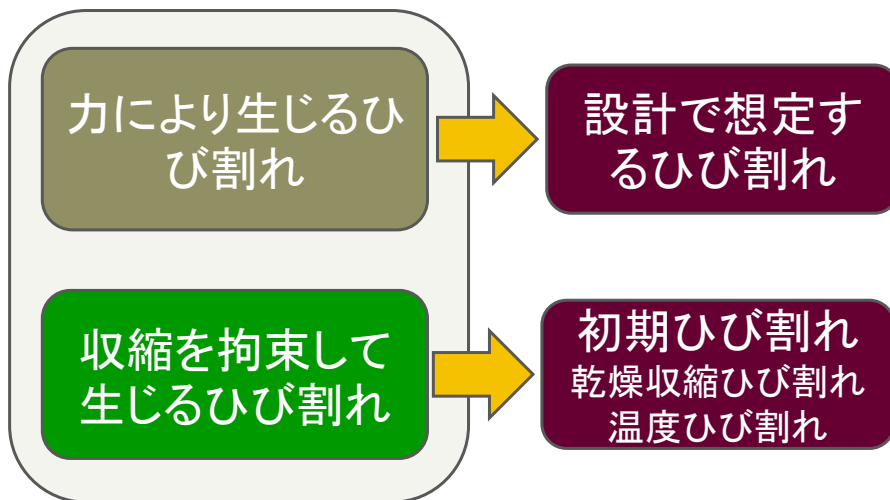 力により生じるひ
び割れ
設計で想定す
るひび割れ
収縮を拘束して
生じるひび割れ
初期ひび割れ
乾燥収縮ひび割れ
温度ひび割れ